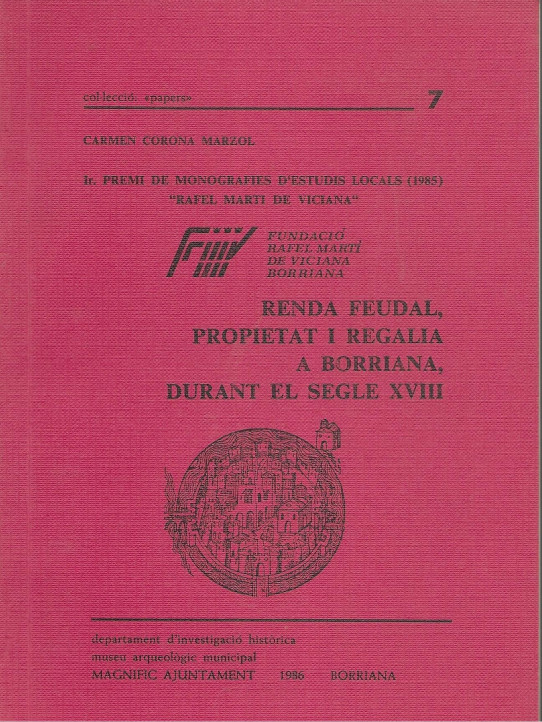 col·lecció. «papers»
7
CARMEN CORONA MARZOL
Ir. PREMI DE MONOGRAFIES D'ESTUDIS LOCALS (1985)
"RAFEL MARTI DE VICIANA"
FUNDACIÓ
RAFEL MARTÍ
DE VICIANA
BORRIANA
RENDA FEUDAL,
PROPIETAT I REGALIA
A BORRIANA,
DURANT EL SEGLE XVIII
departament d'investigació històrica
museu arqueològic municipal
MAGNIFIC AJUNTAMENT 1986 BORRIANA